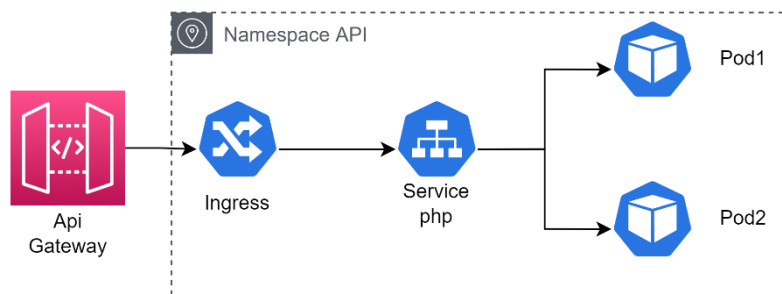 Namespace API
Pod1
</>
Ingress
Service
php
Api
Gateway
Pod2